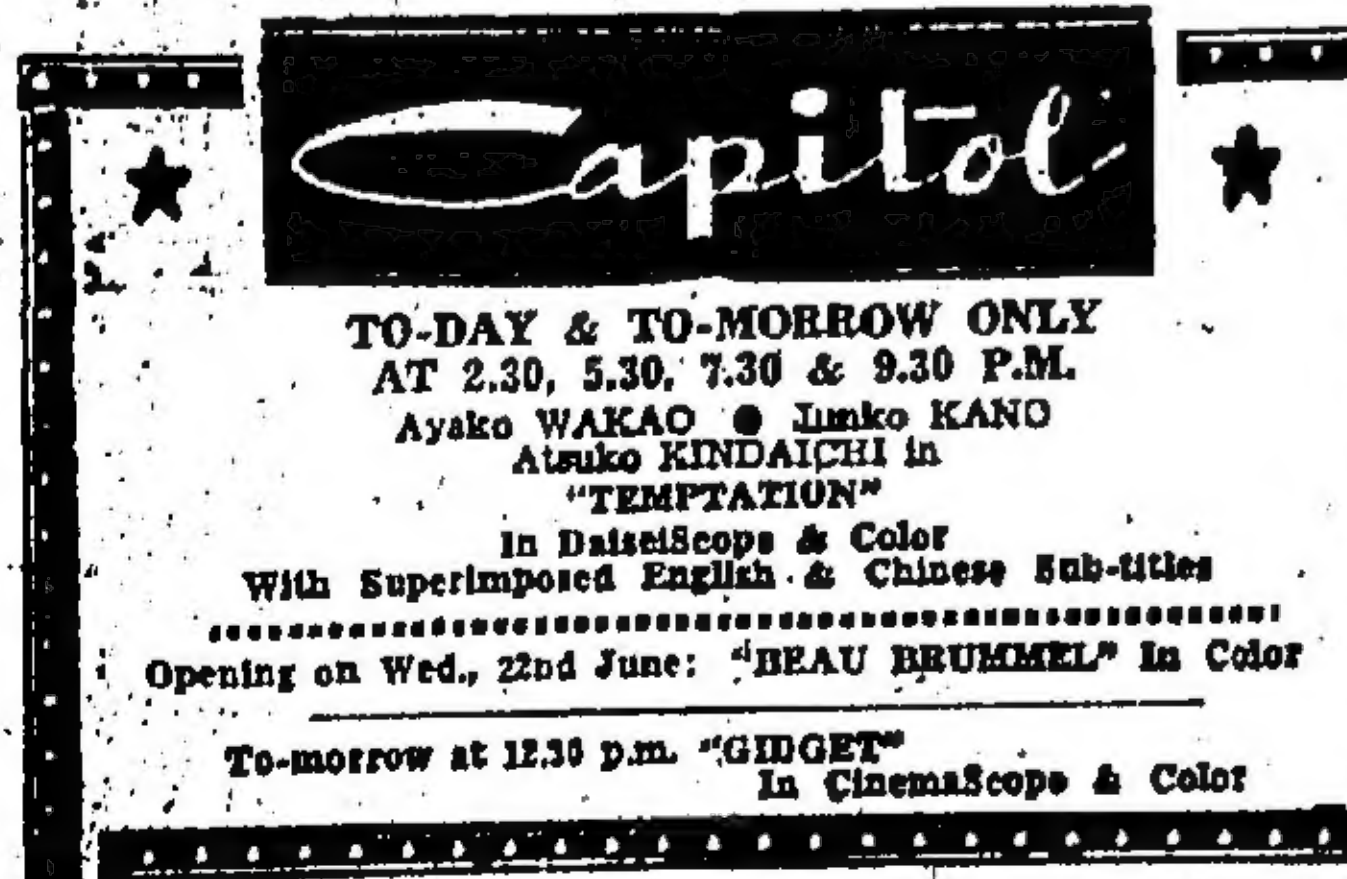 Capitol
TO-DAY & TO-MORROW ONLY
AT 2.30, 5.30, 7.30 & 9.30 P.M.
Ayako WAKAO ● Junko KANO
Atsuko KINDAICHI in
"TEMPTATION"
In DaieiScope & Color
With Superimposed English & Chinese Sub-titles
Opening on Wed., 22nd June: "BEAU BRUMMEL" In Color
To-morrow at 12.30 p.m. "GIDGET"
In CinemaScope & Color